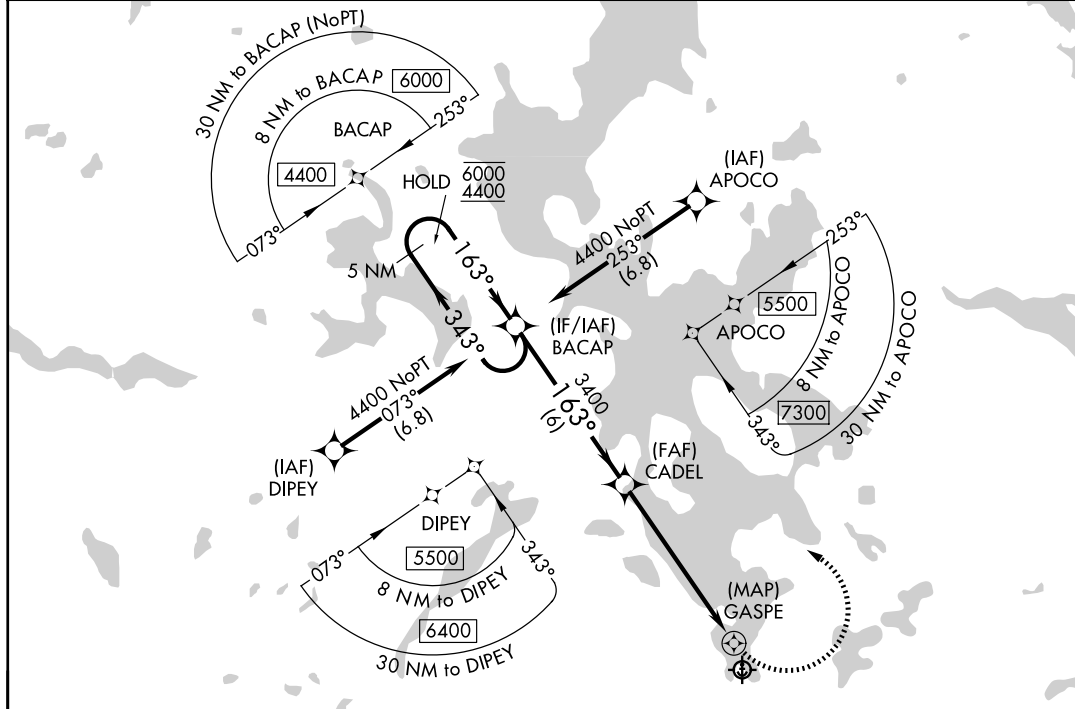 30 NM to BACAP (NoPT)
8 NM to BACAP
6000
253°
BACAP
4400
073°
HOLD
6000
4400
5 NM
163°
343°
(IF/IAF)
BACAP
(IAF)
APOCO
4400 NoPT
253°
(6.8)
253°
5500
APOCO
8 NM to APOCO
30 NM to APOCO
7300
343°
4400 NoPT
073°
(6.8)
(IAF)
DIPEY
3400
163°
(6)
(FAF)
CADEL
DIPEY
073°
343°
5500
8 NM to DIPEY
6400
30 NM to DIPEY
(MAP)
GASPE